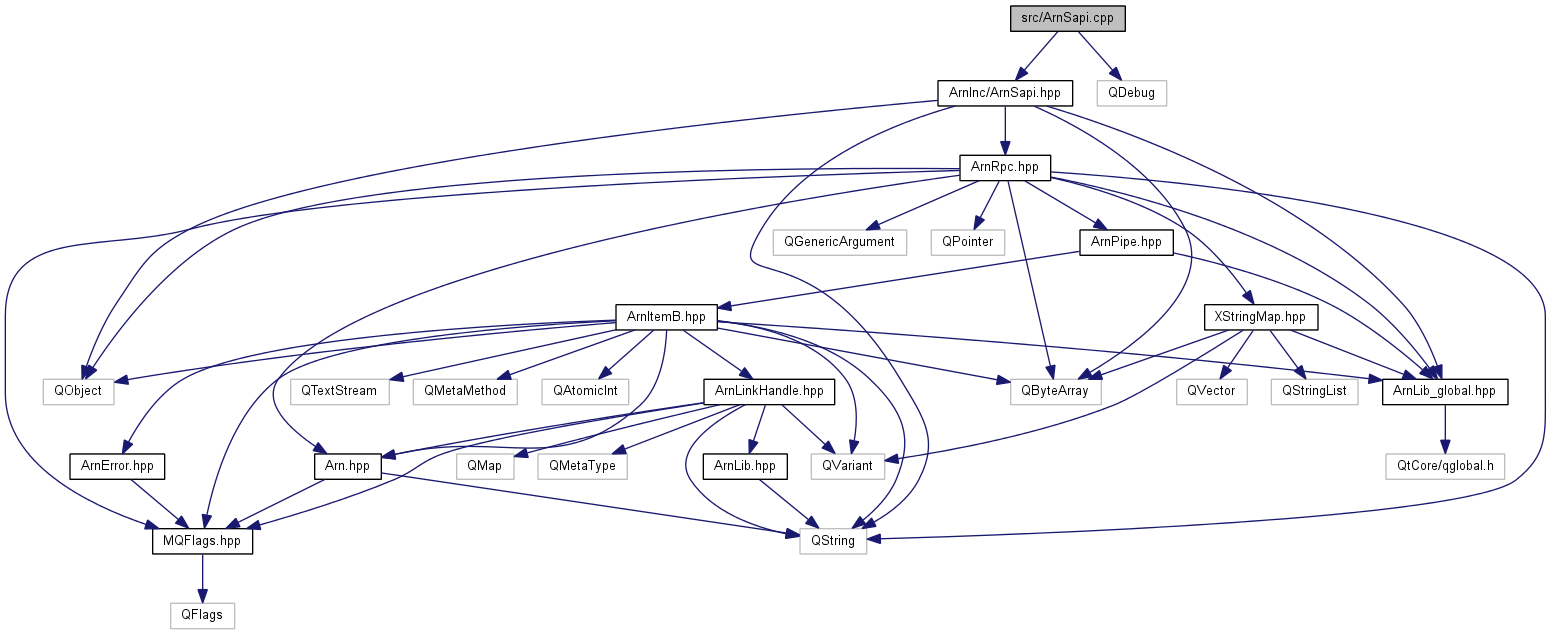 src/ArnSapi.cpp
ArnInc/ArnSapi.hpp
QDebug
ArnRpc.hpp
QGenericArgument
QPointer
ArnPipe.hpp
ArnItemB.hpp
XStringMap.hpp
QObject
QTextStream
QMetaMethod
QAtomicInt
ArnLinkHandle.hpp
QByteArray
QVector
QStringList
ArnLib_global.hpp
ArnError.hpp
Arn.hpp
QMap
QMetaType
ArnLib.hpp
QVariant
QtCore/qglobal.h
MQFlags.hpp
QString
QFlags